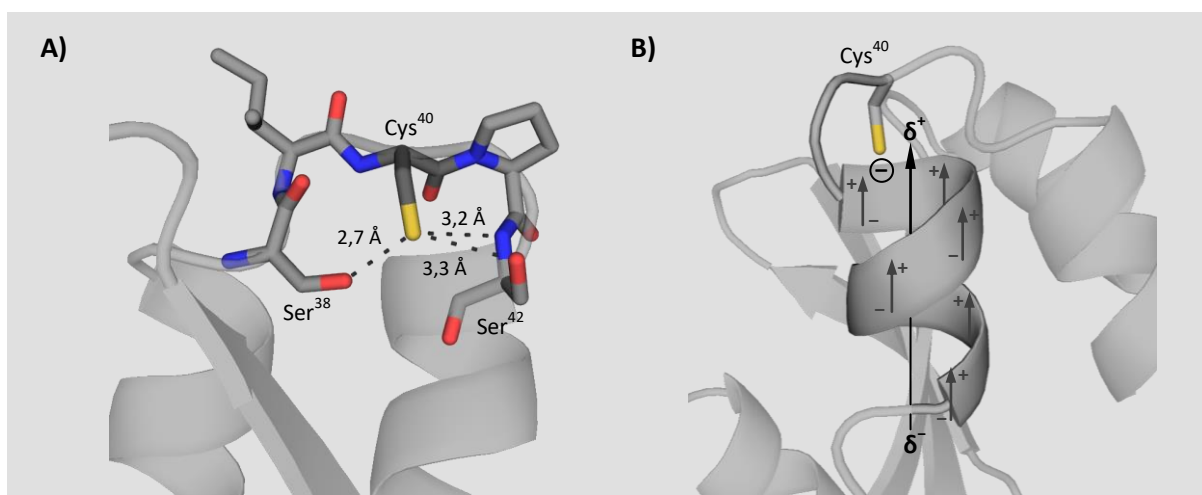 A)
Cys40
2,7 Å
3,2 Å
3,3 Å
Ser38
Ser42
B)
Cys40
δ+
−
+
−
+
+
−
+
−
+
+
−
δ−